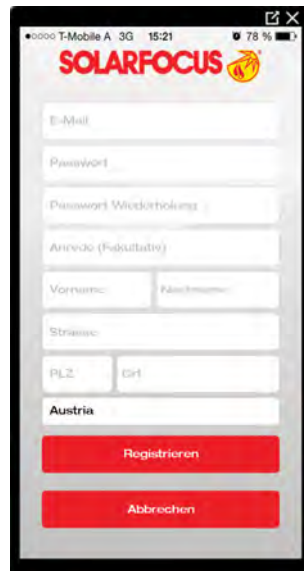 ●○○○○ T-Mobile A 3G 15:21 78 %
SOLARFOCUS
E-Mail
Passwort
Passwort Wiederholung
Anrede (Fakultativ)
Vorname Nachname
Strasse
PLZ Ort
Austria
Registrieren
Abbrechen